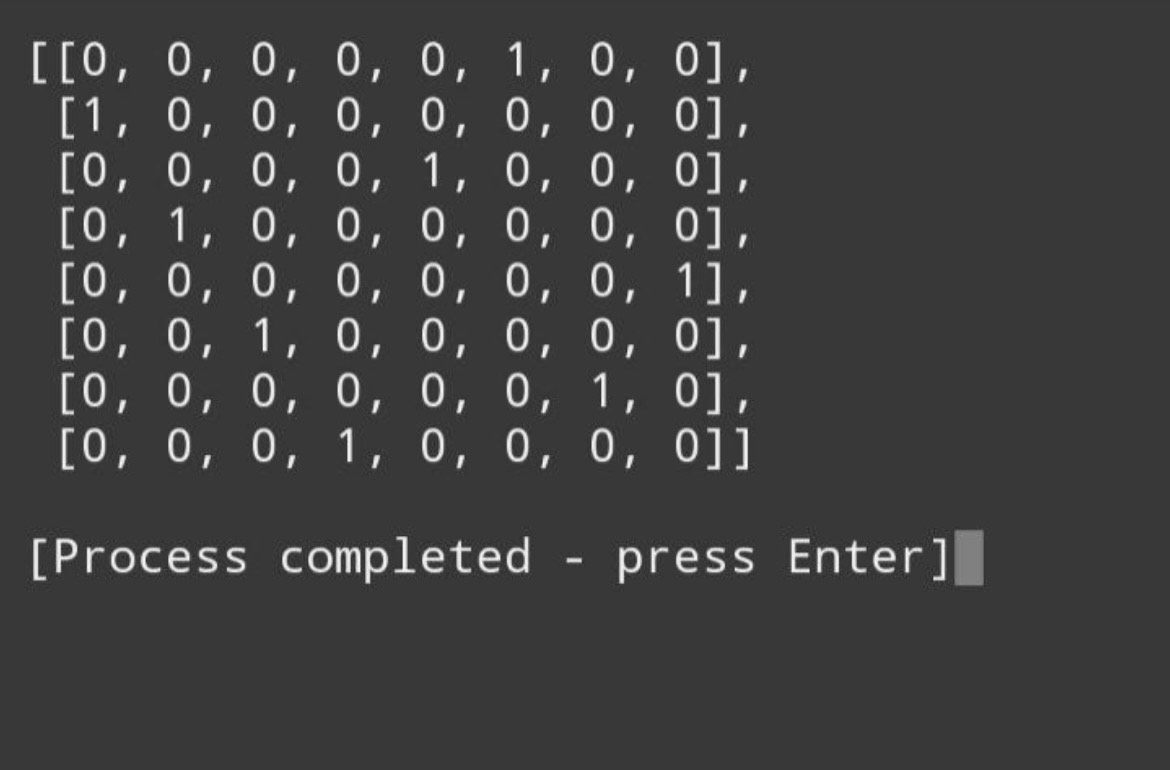 [[0, 0, 0, 0, 0, 1, 0, 0],
[1, 0, 0, 0, 0, 0, 0, 0],
[0, 0, 0, 0, 1, 0, 0, 0],
[0, 1, 0, 0, 0, 0, 0, 0],
[0, 0, 0, 0, 0, 0, 0, 1],
[0, 0, 1, 0, 0, 0, 0, 0],
[0, 0, 0, 0, 0, 0, 1, 0],
[0, 0, 0, 1, 0, 0, 0, 0]]
[Process completed - press Enter]